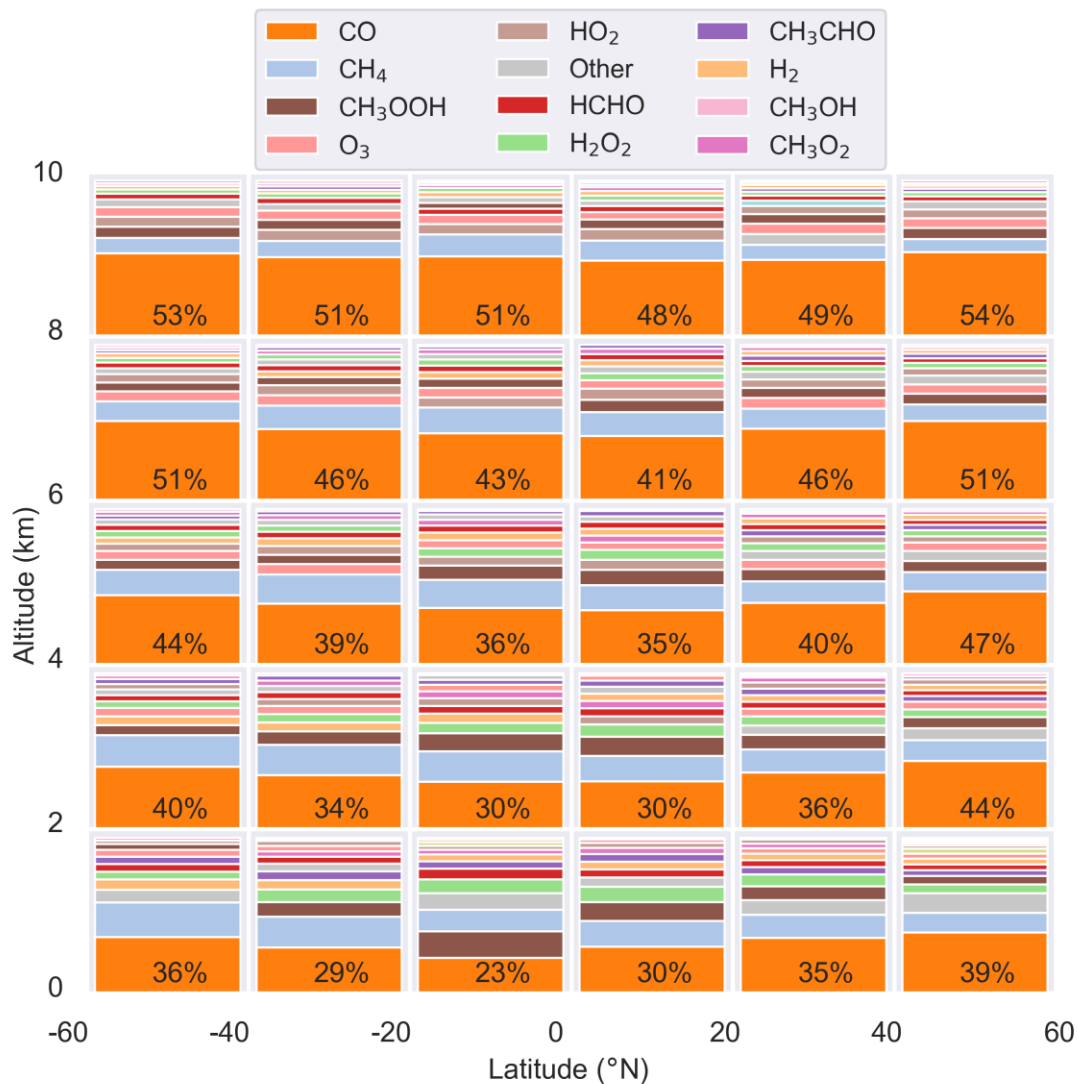 CO HO₂ CH₃CHO
CH₄ Other H₂
CH₃OOH HCHO CH₃OH
O₃ H₂O₂ CH₃O₂
10
53% 51% 51% 48% 49% 54%
8
51% 46% 43% 41% 46% 51%
6
44% 39% 36% 35% 40% 47%
Altitude (km)
4
40% 34% 30% 30% 36% 44%
2
36% 29% 23% 30% 35% 39%
0
-60 -40 -20 0 20 40 60
Latitude (°N)